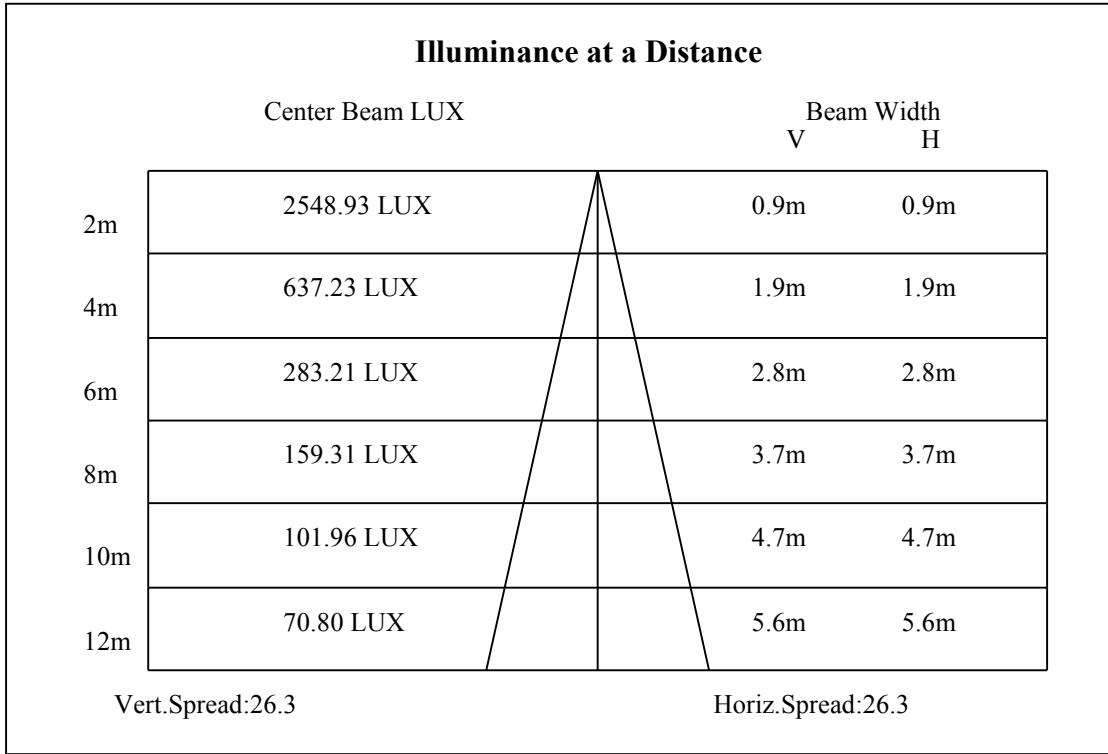 Illuminance at a Distance
Center Beam LUX Beam Width
V H
2m 2548.93 LUX 0.9m 0.9m
4m 637.23 LUX 1.9m 1.9m
6m 283.21 LUX 2.8m 2.8m
8m 159.31 LUX 3.7m 3.7m
10m 101.96 LUX 4.7m 4.7m
12m 70.80 LUX 5.6m 5.6m
Vert.Spread:26.3 Horiz.Spread:26.3